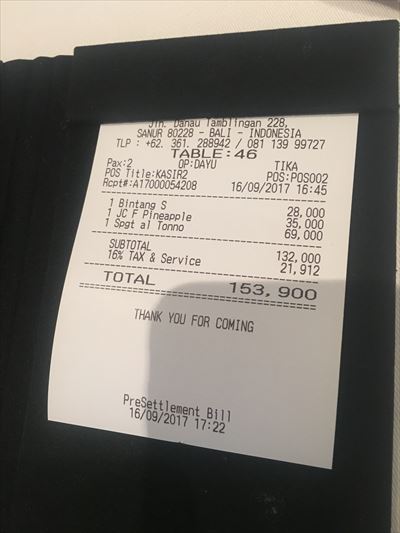 Jln. Danau Tamblingan 228,
SANUR 80228 - BALI - INDONESIA
TLP : +62. 361. 288942 / 081 139 99727
TABLE:46
Pax:2 OP:DAYU TIKA
POS Title:KASIR2 POS:POS002
Rcpt#:A17000054208 16/09/2017 16:45
1 Bintang S 28,000
1 JC F Pineapple 35,000
1 Spgt al Tonno 69,000
SUBTOTAL 132,000
16% TAX & Service 21,912
TOTAL 153,900
THANK YOU FOR COMING
PreSettlement Bill
16/09/2017 17:22